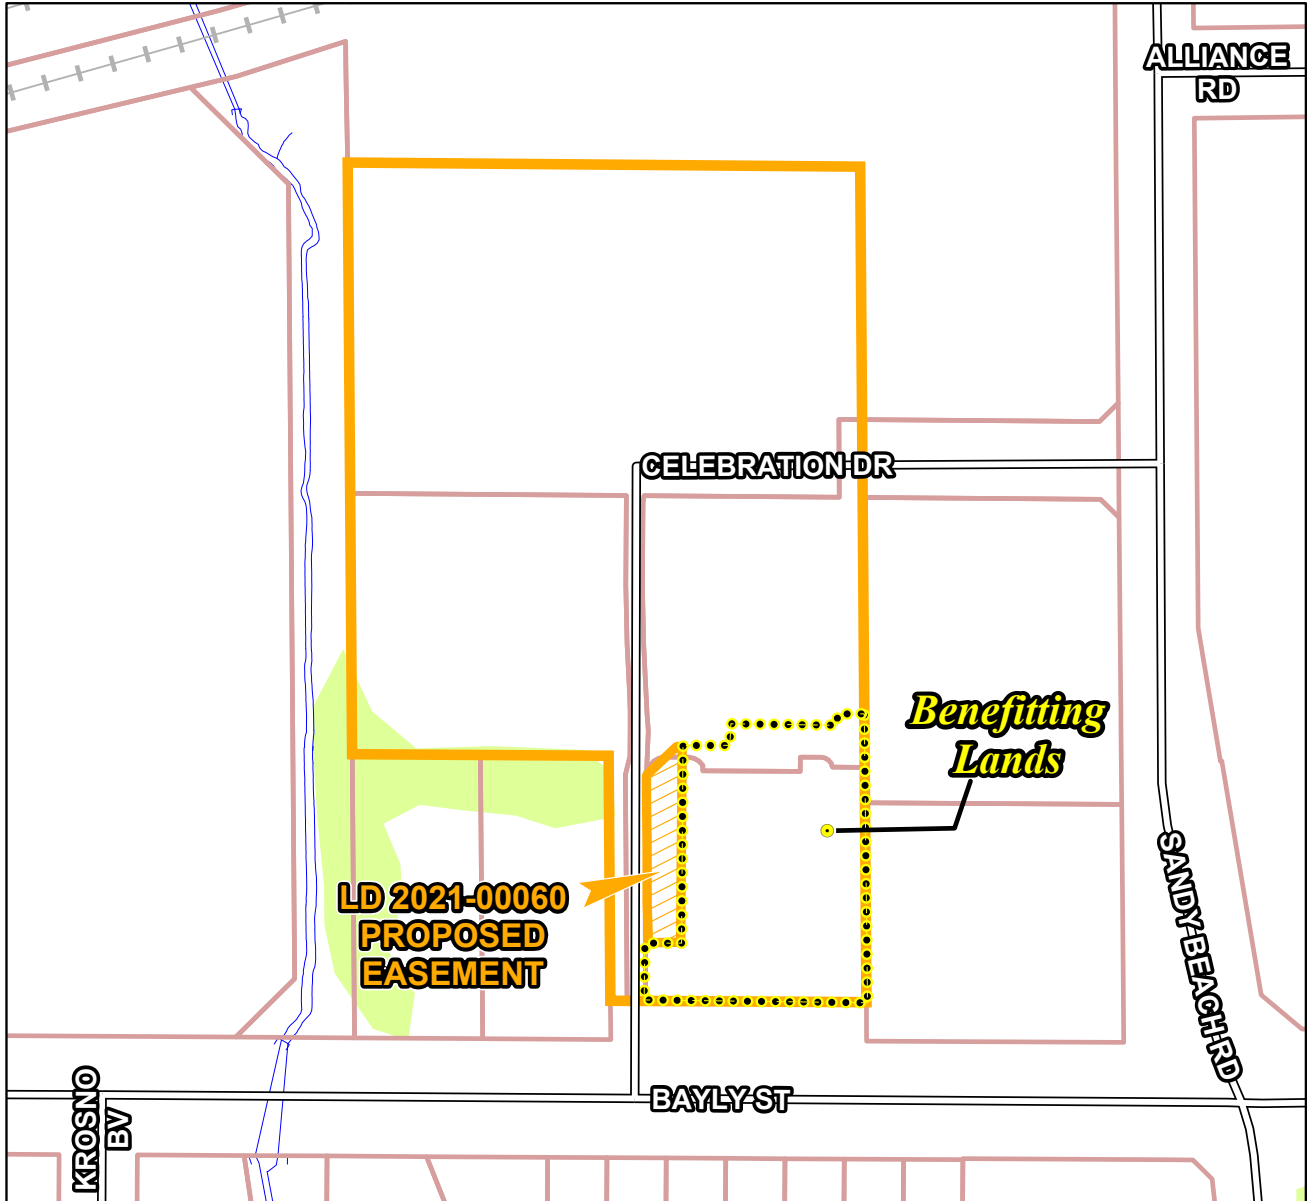 ALLIANCE
RD
CELEBRATION DR
Benefitting
Lands
LD 2021-00060
PROPOSED
EASEMENT
SANDY BEACH RD
BAYLY ST
KROSNO
BV